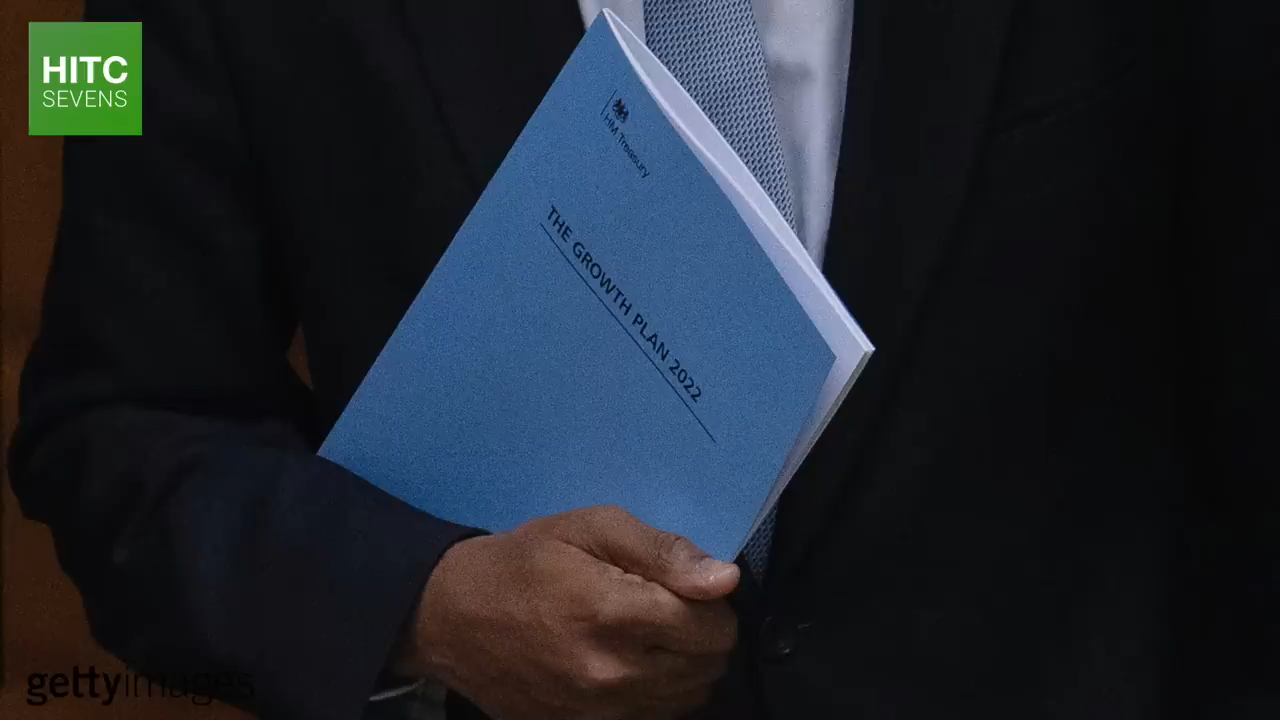 HITC
SEVENS
HM Treasury
THE GROWTH PLAN 2022
gettyimages